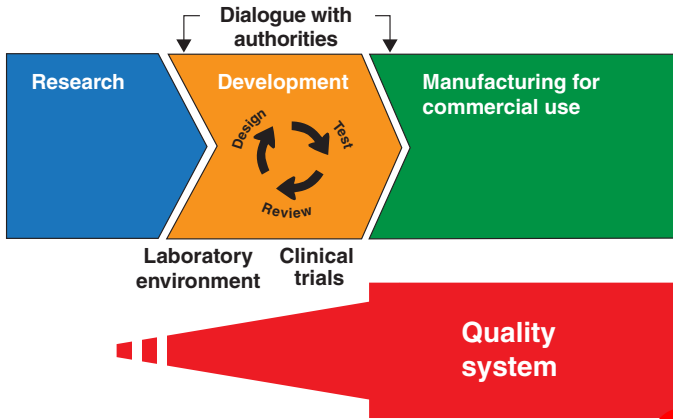 Dialogue with
authorities
Research
Development
Manufacturing for
commercial use
Design
Test
Review
Laboratory
environment
Clinical
trials
Quality
system